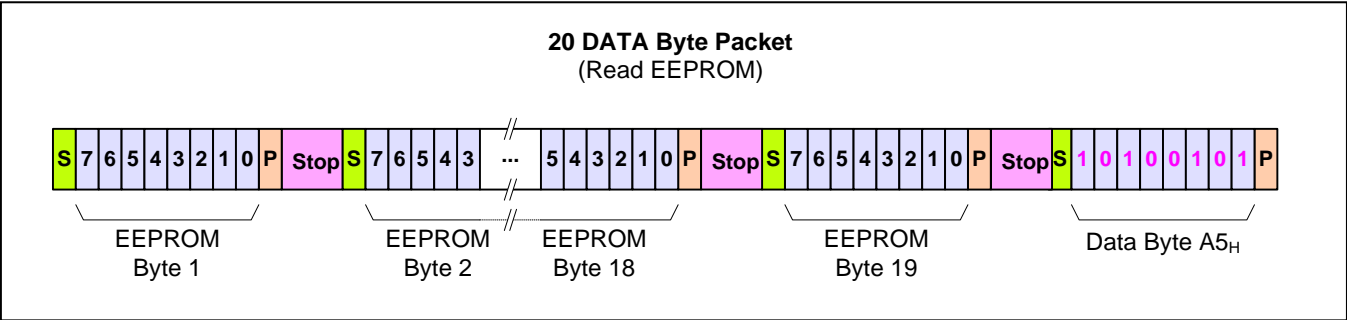 20 DATA Byte Packet
(Read EEPROM)
S 7 6 5 4 3 2 1 0 P Stop S 7 6 5 4 3 ... 5 4 3 2 1 0 P Stop S 7 6 5 4 3 2 1 0 P Stop S 1 0 1 0 0 1 0 1 P
EEPROM EEPROM EEPROM EEPROM Data Byte A5H
Byte 1 Byte 2 Byte 18 Byte 19